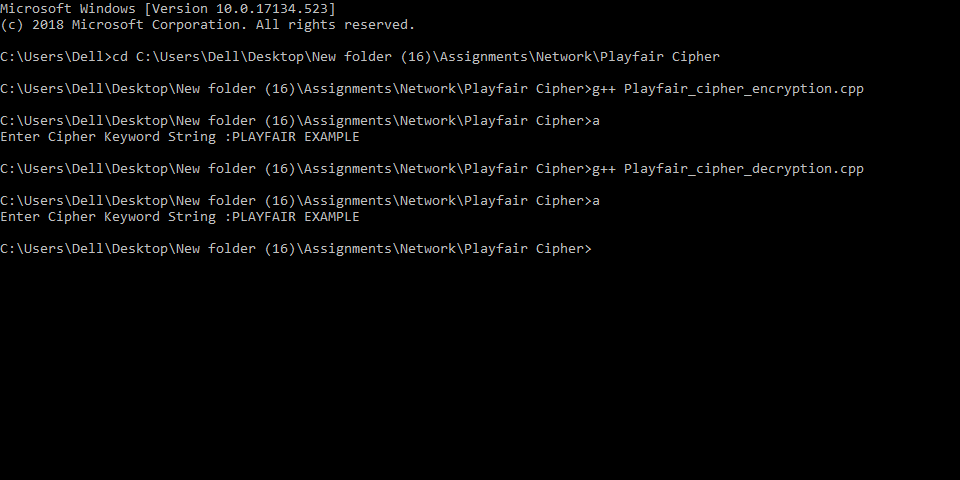 Microsoft Windows [Version 10.0.17134.523]
(c) 2018 Microsoft Corporation. All rights reserved.
C:\Users\Dell>cd C:\Users\Dell\Desktop\New folder (16)\Assignments\Network\Playfair Cipher
C:\Users\Dell\Desktop\New folder (16)\Assignments\Network\Playfair Cipher>g++ Playfair_cipher_encryption.cpp
C:\Users\Dell\Desktop\New folder (16)\Assignments\Network\Playfair Cipher>a
Enter Cipher Keyword String :PLAYFAIR EXAMPLE
C:\Users\Dell\Desktop\New folder (16)\Assignments\Network\Playfair Cipher>g++ Playfair_cipher_decryption.cpp
C:\Users\Dell\Desktop\New folder (16)\Assignments\Network\Playfair Cipher>a
Enter Cipher Keyword String :PLAYFAIR EXAMPLE
C:\Users\Dell\Desktop\New folder (16)\Assignments\Network\Playfair Cipher>